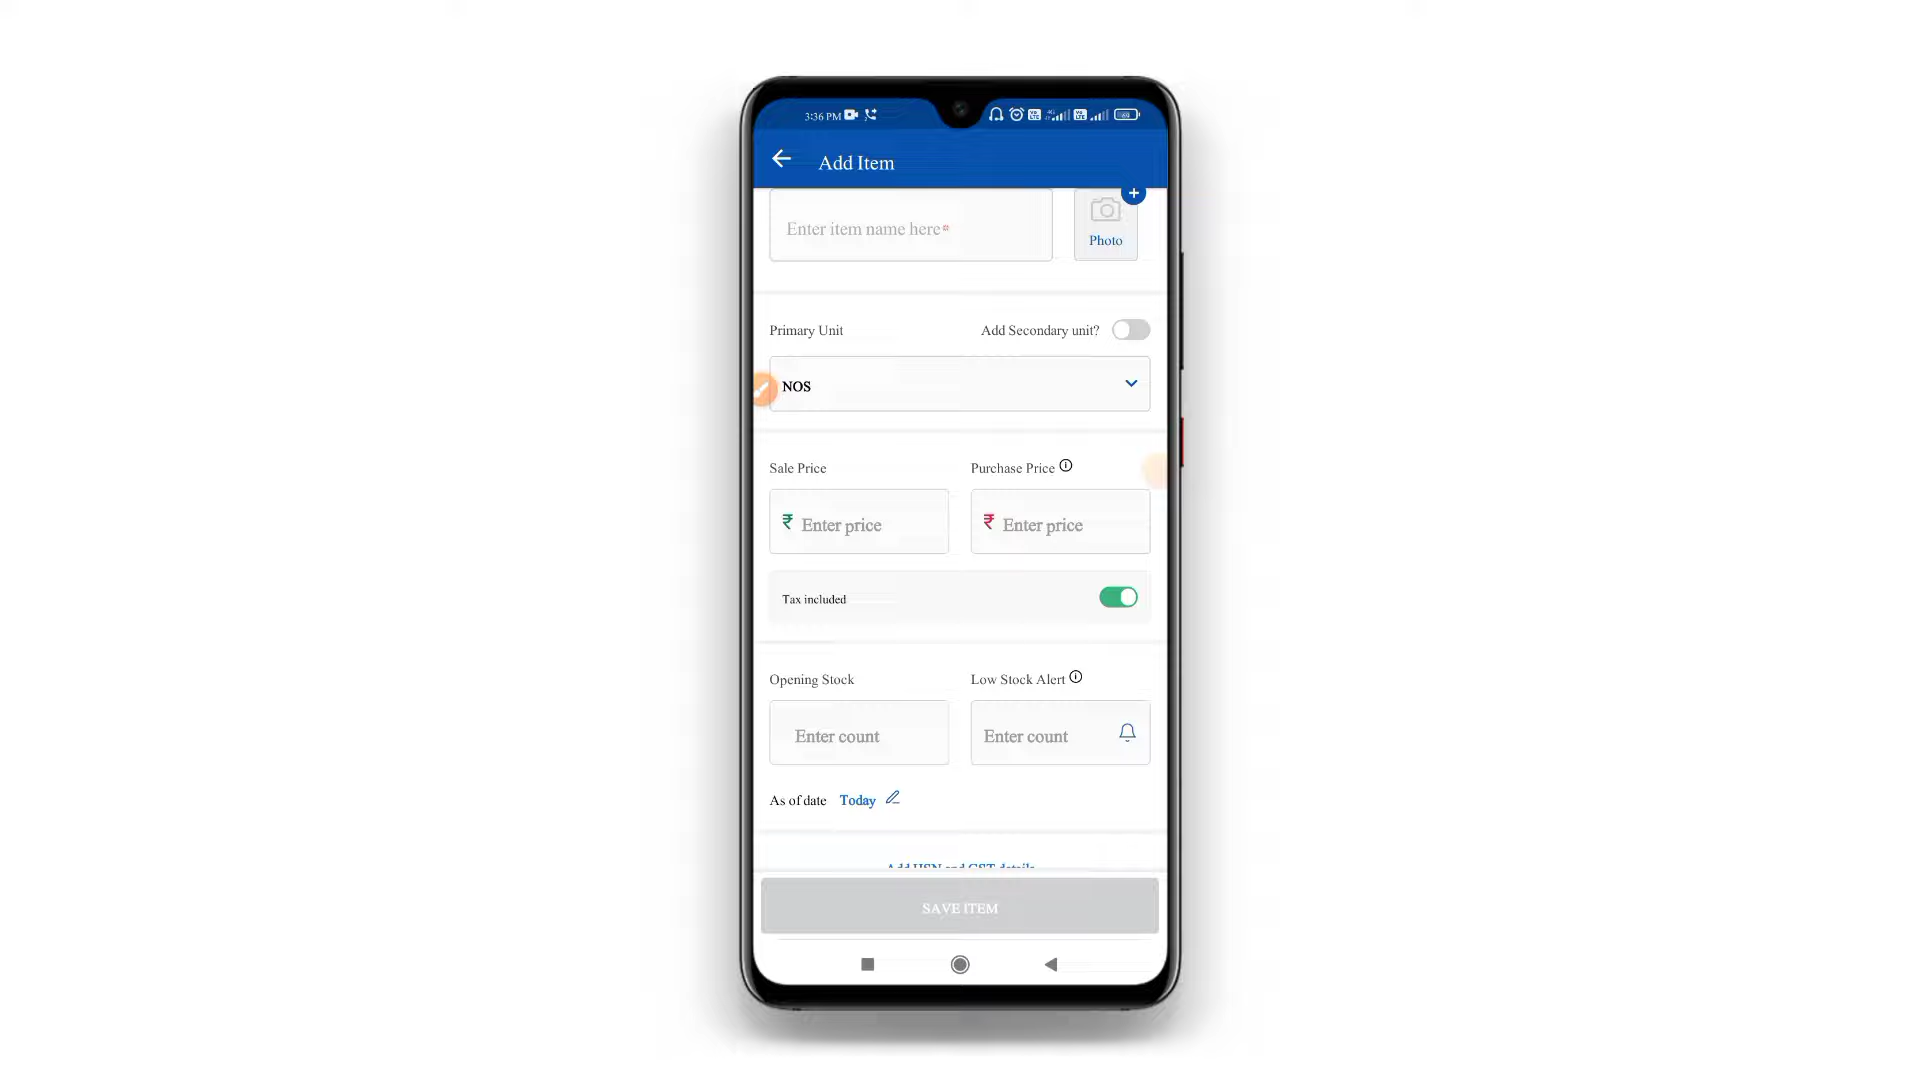 3:36 PM
Add Item
Enter item name here*
Photo
Primary Unit
Add Secondary unit?
NOS
Sale Price
Purchase Price
₹ Enter price
₹ Enter price
Tax included
Opening Stock
Low Stock Alert
Enter count
Enter count
As of date Today
Add HSN and GST details
SAVE ITEM